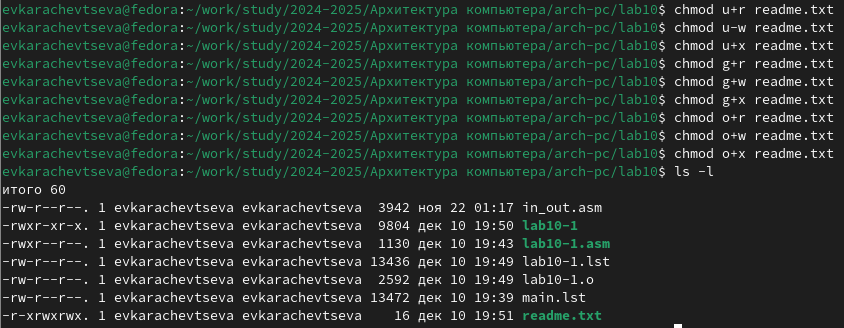 evkarachevtseva@fedora:~/work/study/2024-2025/Архитектура компьютера/arch-pc/lab10$ chmod u+r readme.txt
evkarachevtseva@fedora:~/work/study/2024-2025/Архитектура компьютера/arch-pc/lab10$ chmod u-w readme.txt
evkarachevtseva@fedora:~/work/study/2024-2025/Архитектура компьютера/arch-pc/lab10$ chmod u+x readme.txt
evkarachevtseva@fedora:~/work/study/2024-2025/Архитектура компьютера/arch-pc/lab10$ chmod g+r readme.txt
evkarachevtseva@fedora:~/work/study/2024-2025/Архитектура компьютера/arch-pc/lab10$ chmod g+w readme.txt
evkarachevtseva@fedora:~/work/study/2024-2025/Архитектура компьютера/arch-pc/lab10$ chmod g+x readme.txt
evkarachevtseva@fedora:~/work/study/2024-2025/Архитектура компьютера/arch-pc/lab10$ chmod o+r readme.txt
evkarachevtseva@fedora:~/work/study/2024-2025/Архитектура компьютера/arch-pc/lab10$ chmod o+w readme.txt
evkarachevtseva@fedora:~/work/study/2024-2025/Архитектура компьютера/arch-pc/lab10$ chmod o+x readme.txt
evkarachevtseva@fedora:~/work/study/2024-2025/Архитектура компьютера/arch-pc/lab10$ ls -l
итого 60
-rw-r--r--. 1 evkarachevtseva evkarachevtseva  3942 ноя 22 01:17 in_out.asm
-rwxr-xr-x. 1 evkarachevtseva evkarachevtseva  9804 дек 10 19:50 lab10-1
-rwxr--r--. 1 evkarachevtseva evkarachevtseva  1130 дек 10 19:43 lab10-1.asm
-rw-r--r--. 1 evkarachevtseva evkarachevtseva 13436 дек 10 19:49 lab10-1.lst
-rw-r--r--. 1 evkarachevtseva evkarachevtseva  2592 дек 10 19:49 lab10-1.o
-rw-r--r--. 1 evkarachevtseva evkarachevtseva 13472 дек 10 19:39 main.lst
-r-xrwxrwx. 1 evkarachevtseva evkarachevtseva    16 дек 10 19:51 readme.txt